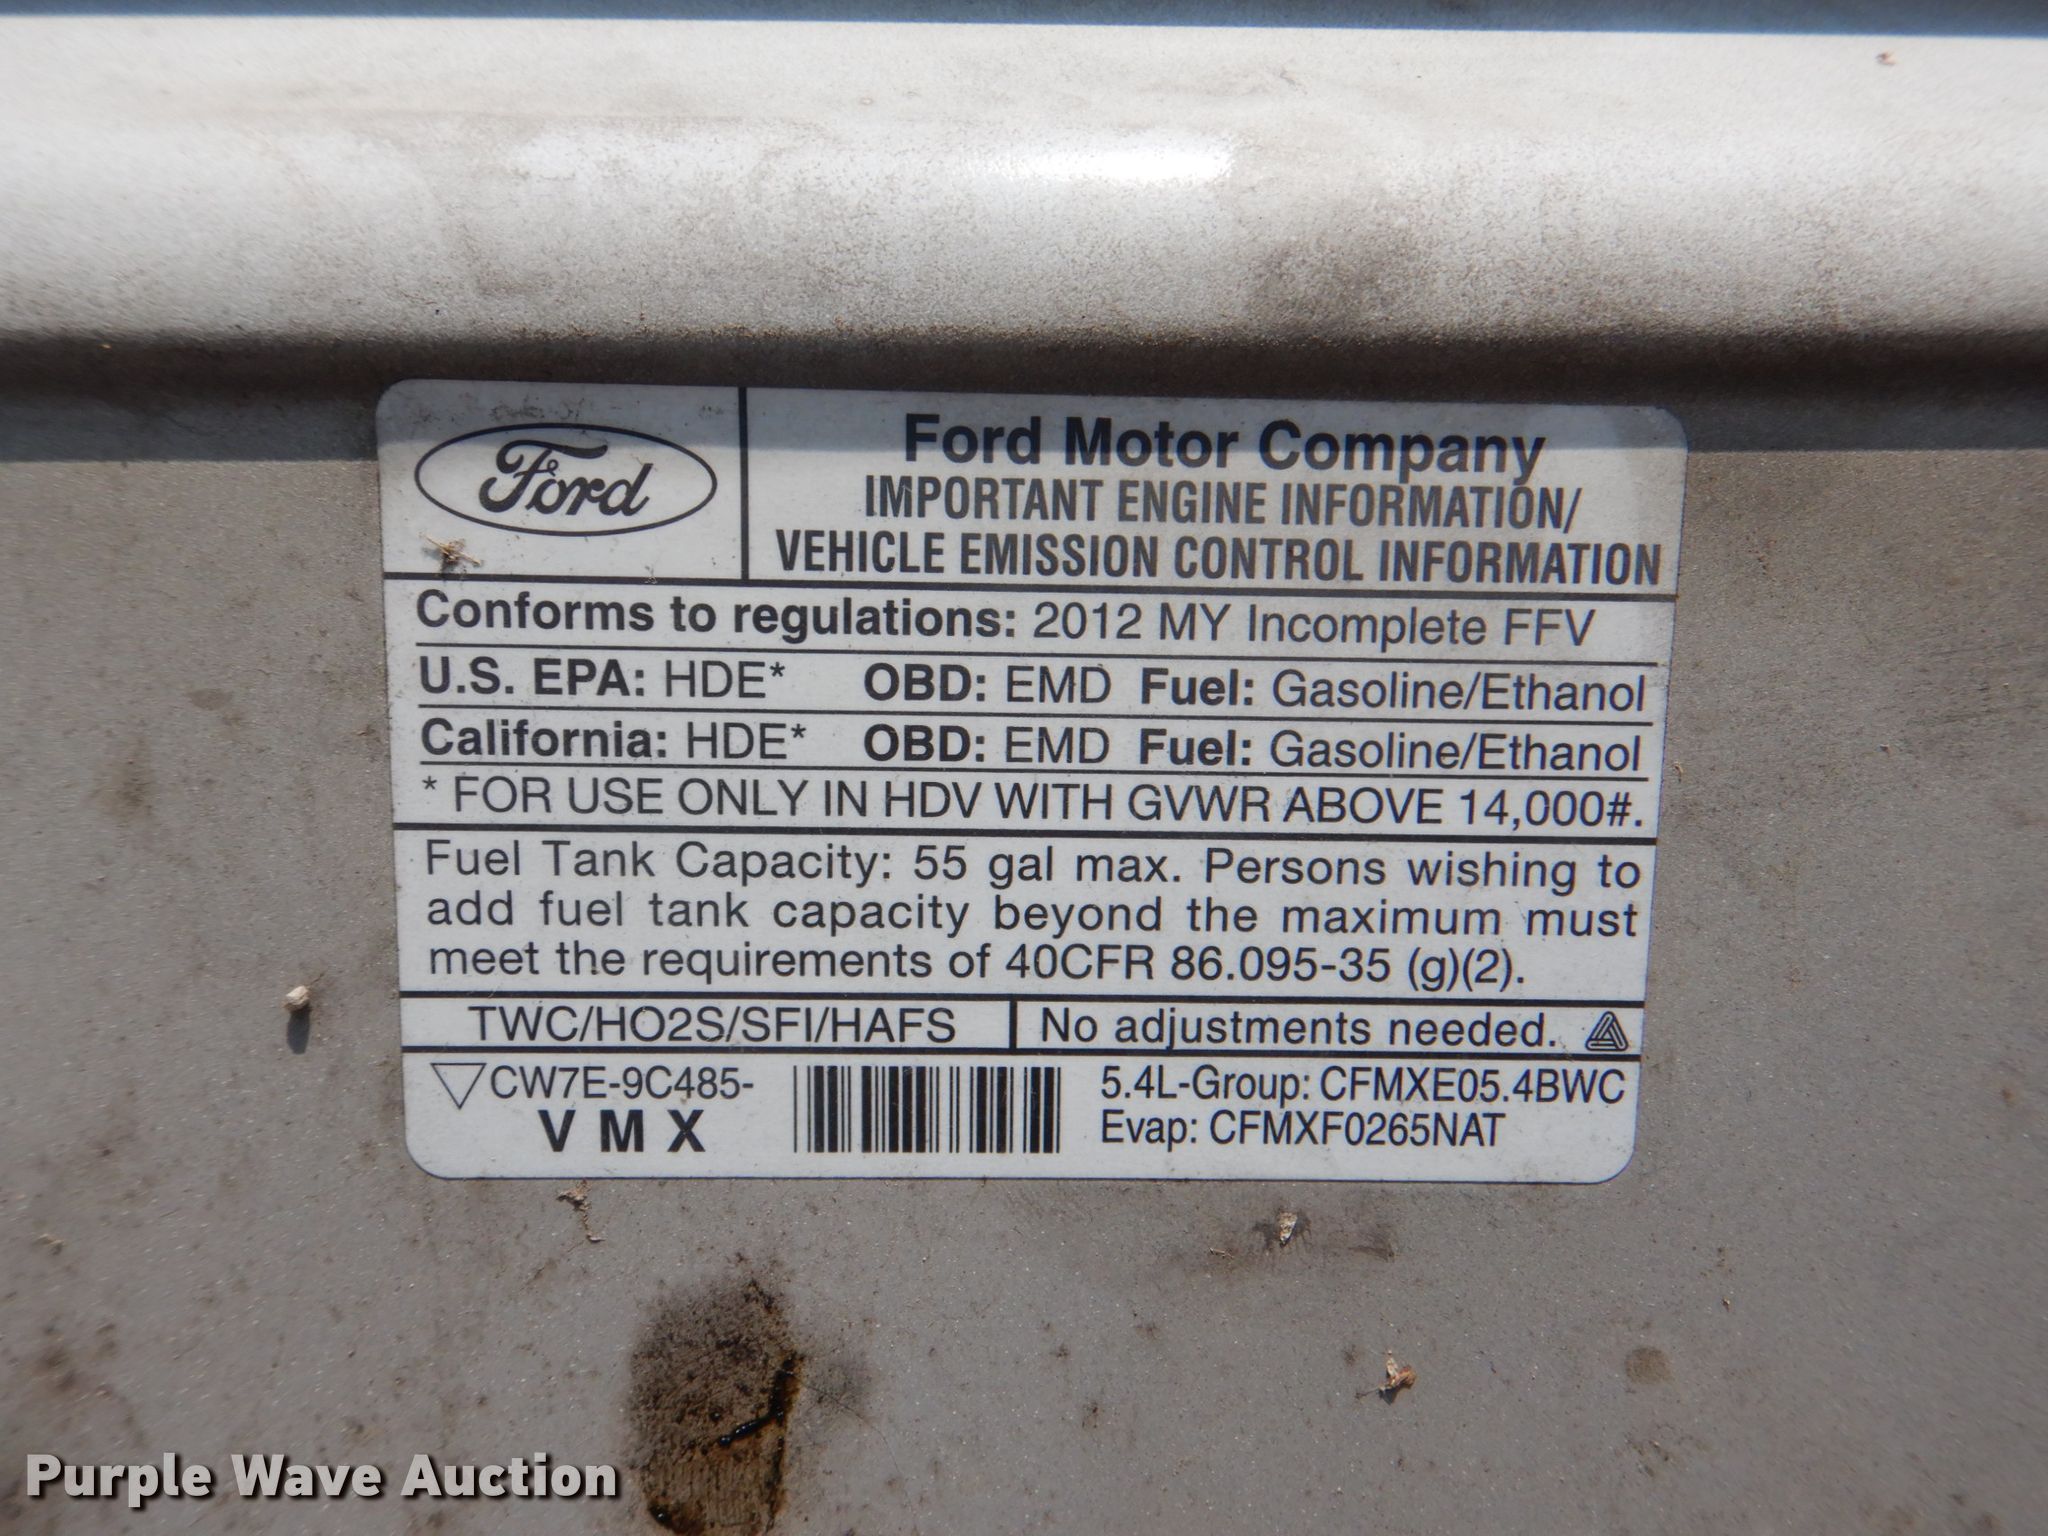 Ford
Ford Motor Company
IMPORTANT ENGINE INFORMATION/
VEHICLE EMISSION CONTROL INFORMATION
Conforms to regulations: 2012 MY Incomplete FFV
U.S. EPA: HDE* OBD: EMD Fuel: Gasoline/Ethanol
California: HDE* OBD: EMD Fuel: Gasoline/Ethanol
* FOR USE ONLY IN HDV WITH GVWR ABOVE 14,000#.
Fuel Tank Capacity: 55 gal max. Persons wishing to
add fuel tank capacity beyond the maximum must
meet the requirements of 40CFR 86.095-35 (g)(2).
TWC/HO2S/SFI/HAFS No adjustments needed.
CW7E-9C485-
VMX
5.4L-Group: CFMXE05.4BWC
Evap: CFMXF0265NAT
Purple Wave Auction